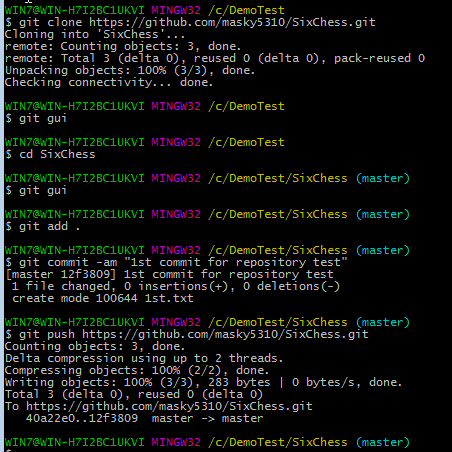 WIN7@WIN-H7I2BC1UKVI MINGW32 /c/DemoTest
$ git clone https://github.com/masky5310/SixChess.git
Cloning into 'SixChess'...
remote: Counting objects: 3, done.
remote: Total 3 (delta 0), reused 0 (delta 0), pack-reused 0
Unpacking objects: 100% (3/3), done.
Checking connectivity... done.
WIN7@WIN-H7I2BC1UKVI MINGW32 /c/DemoTest
$ git gui
WIN7@WIN-H7I2BC1UKVI MINGW32 /c/DemoTest
$ cd SixChess
WIN7@WIN-H7I2BC1UKVI MINGW32 /c/DemoTest/SixChess (master)
$ git gui
WIN7@WIN-H7I2BC1UKVI MINGW32 /c/DemoTest/SixChess (master)
$ git add .
WIN7@WIN-H7I2BC1UKVI MINGW32 /c/DemoTest/SixChess (master)
$ git commit -am "1st commit for repository test"
[master 12f3809] 1st commit for repository test
1 file changed, 0 insertions(+), 0 deletions(-)
create mode 100644 1st.txt
WIN7@WIN-H7I2BC1UKVI MINGW32 /c/DemoTest/SixChess (master)
$ git push https://github.com/masky5310/SixChess.git
Counting objects: 3, done.
Delta compression using up to 2 threads.
Compressing objects: 100% (2/2), done.
Writing objects: 100% (3/3), 283 bytes | 0 bytes/s, done.
Total 3 (delta 0), reused 0 (delta 0)
To https://github.com/masky5310/SixChess.git
40a22e0..12f3809 master -> master
WIN7@WIN-H7I2BC1UKVI MINGW32 /c/DemoTest/SixChess (master)